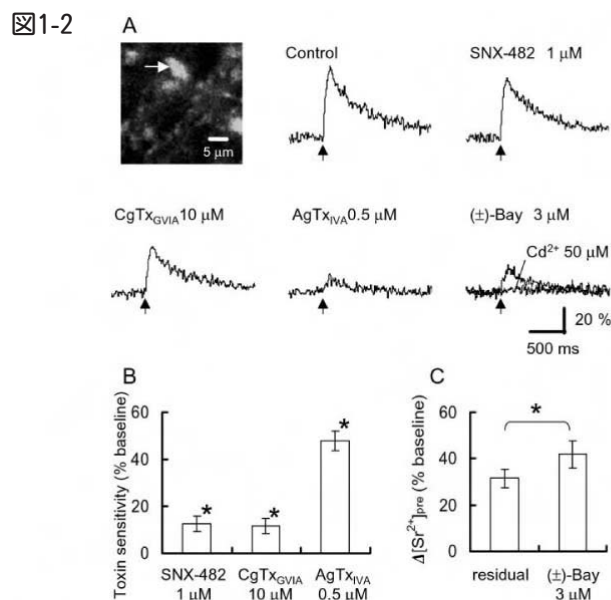 図1-2
A
Control
SNX-482 1 μM
5 μm
CgTxGVIA 10 μM
AgTxIVA 0.5 μM
(±)-Bay 3 μM
Cd²⁺ 50 μM
20 %
500 ms
B
Toxin sensitivity (% baseline)
60
40
20
0
*
*
*
SNX-482
1 μM
CgTxGVIA
10 μM
AgTxIVA
0.5 μM
C
Δ[Sr²⁺]pre (% baseline)
60
40
20
0
*
residual
(±)-Bay
3 μM